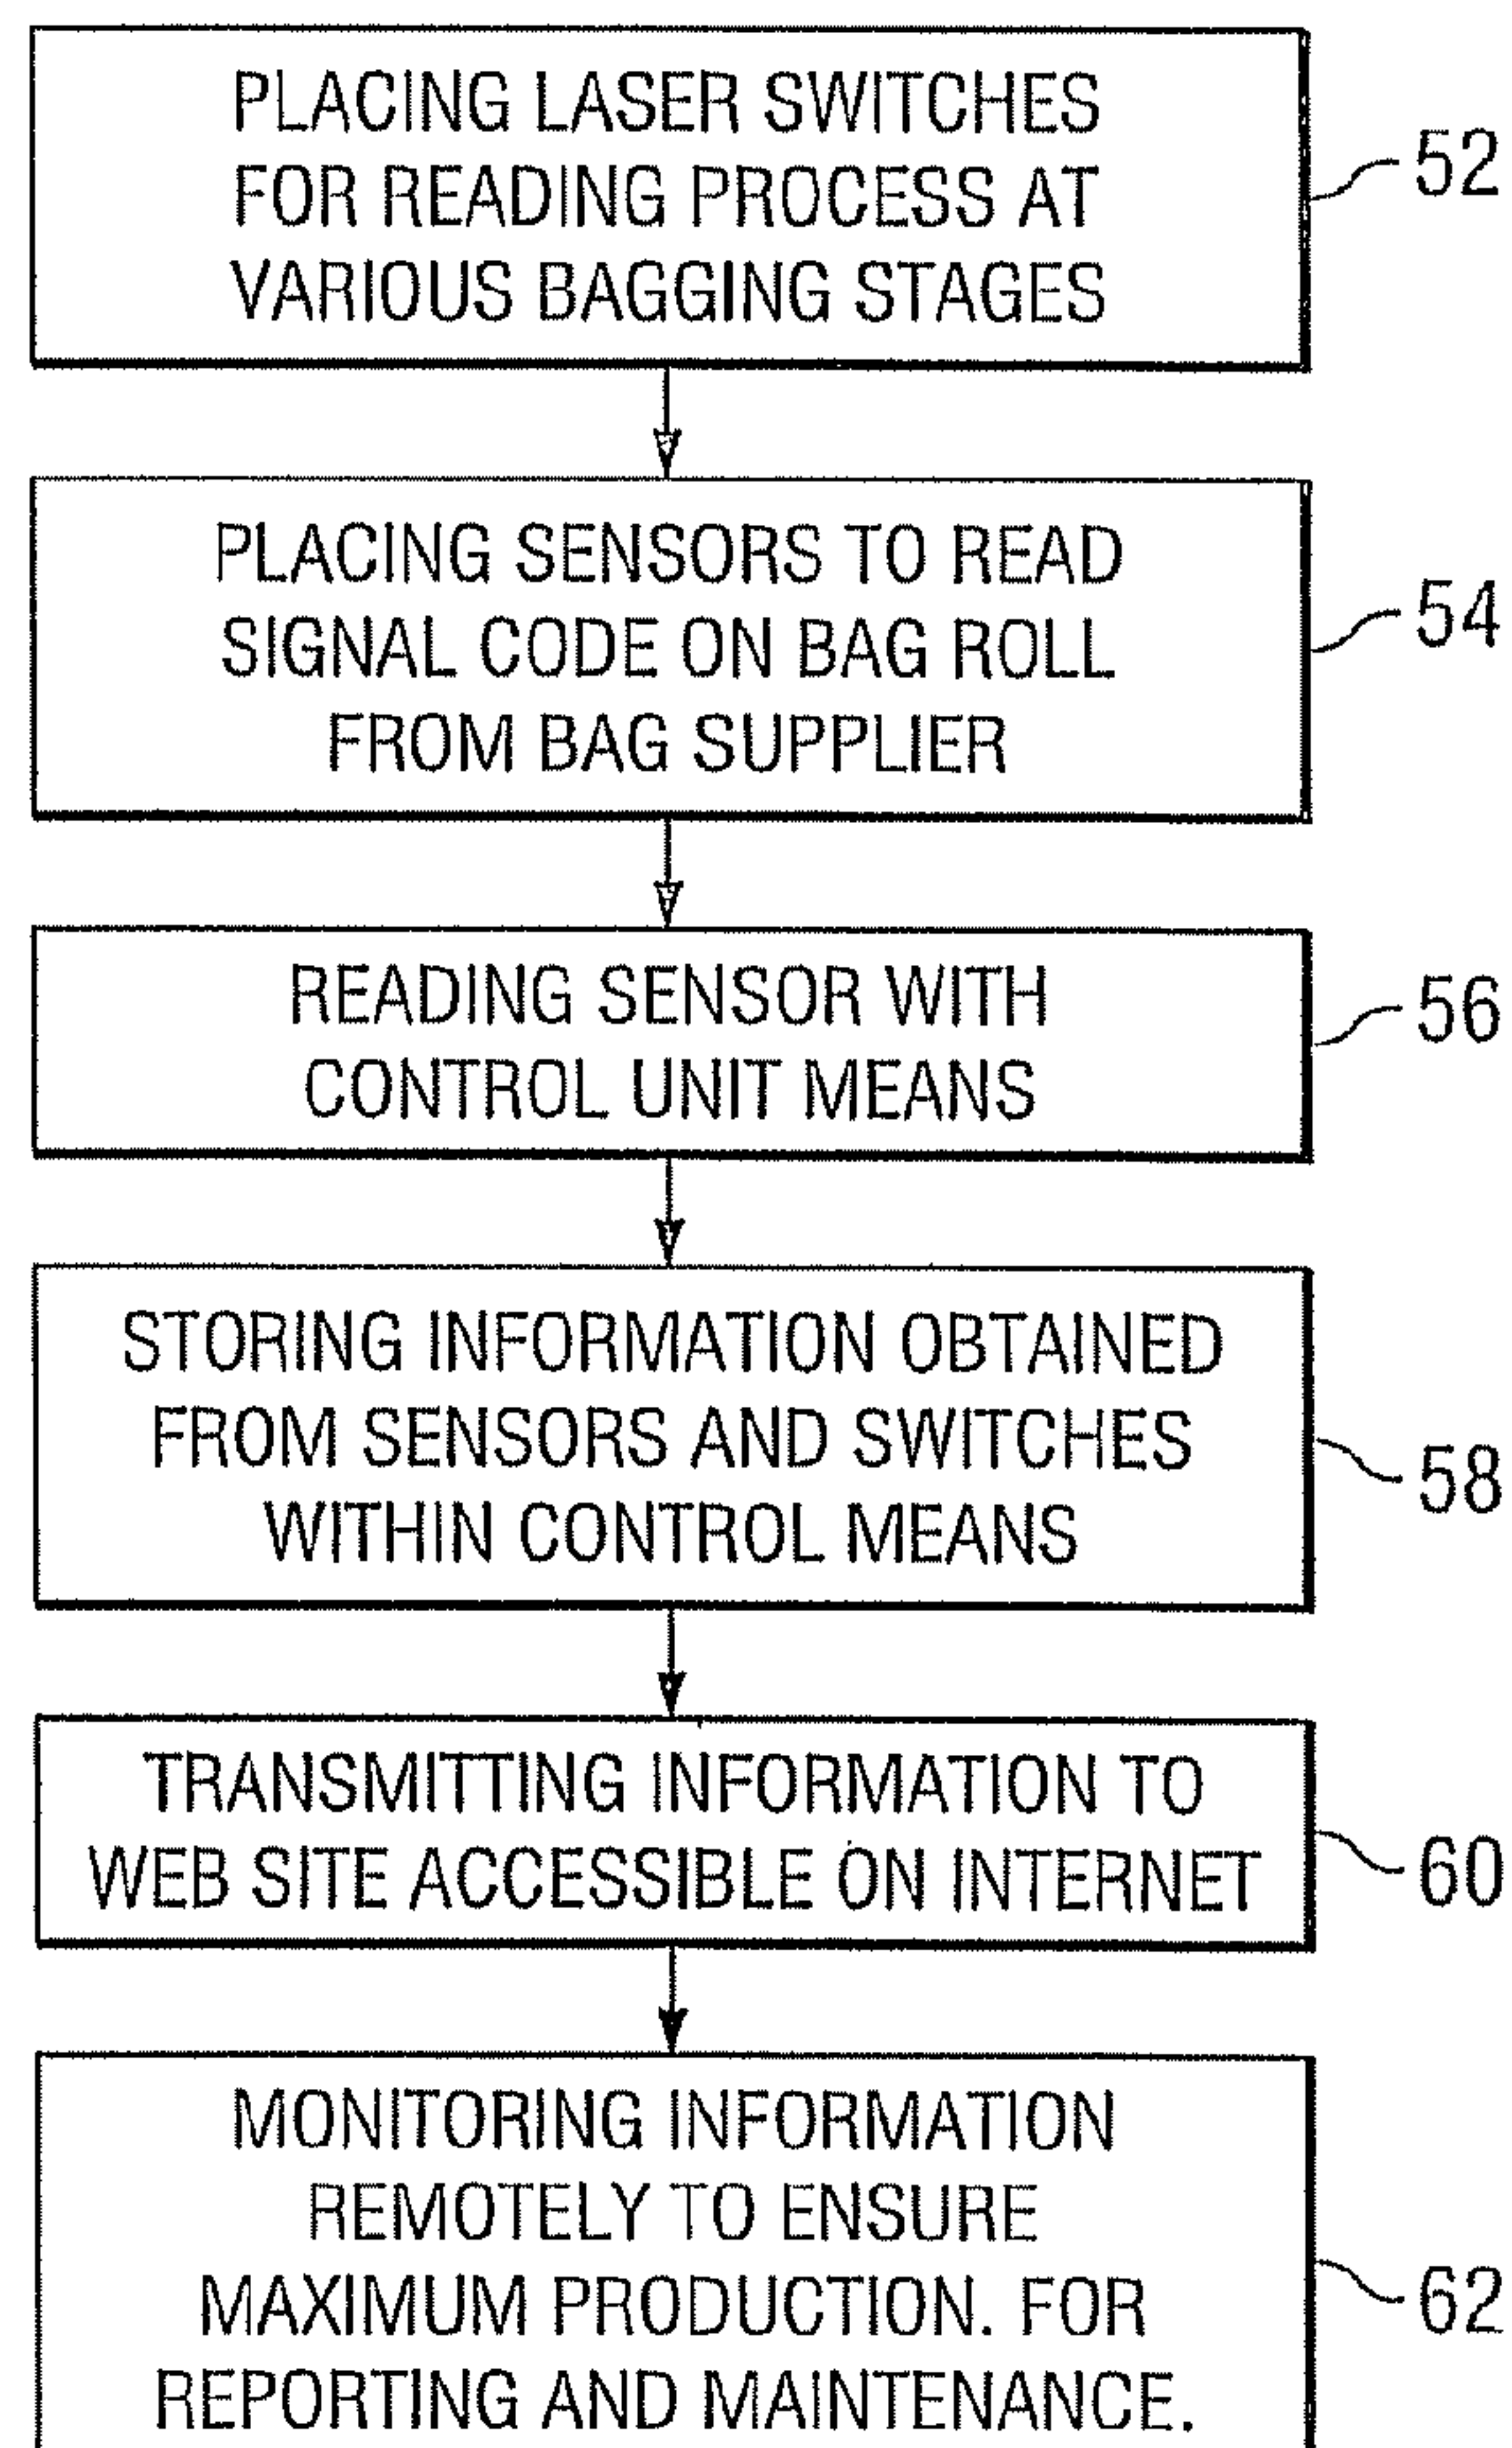 PLACING LASER SWITCHES
FOR READING PROCESS AT
VARIOUS BAGGING STAGES
52
PLACING SENSORS TO READ
SIGNAL CODE ON BAG ROLL
FROM BAG SUPPLIER
54
READING SENSOR WITH
CONTROL UNIT MEANS
56
STORING INFORMATION OBTAINED
FROM SENSORS AND SWITCHES
WITHIN CONTROL MEANS
58
TRANSMITTING INFORMATION TO
WEB SITE ACCESSIBLE ON INTERNET
60
MONITORING INFORMATION
REMOTELY TO ENSURE
MAXIMUM PRODUCTION. FOR
REPORTING AND MAINTENANCE.
62